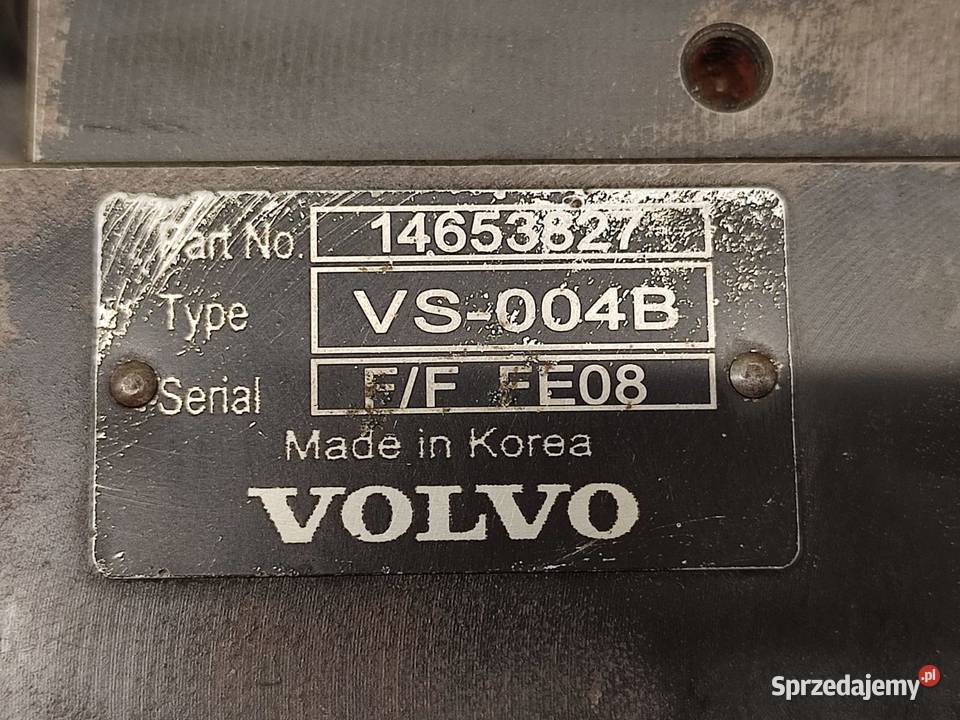 Part No. 14653827
Type VS-004B
Serial F/F FE08
Made in Korea
VOLVO
Sprzedajemy.pl